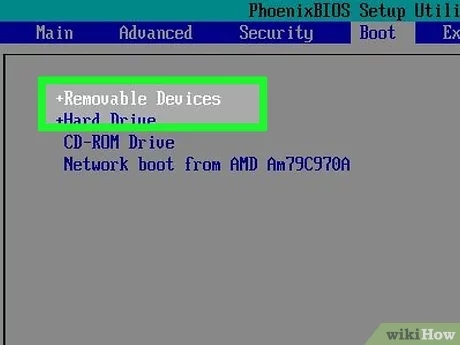 PhoenixBIOS Setup Utili
Main Advanced Security Boot Ex
+Removable Devices
+Hard Drive
CD-ROM Drive
Network boot from AMD Am79C970A
wikiHow